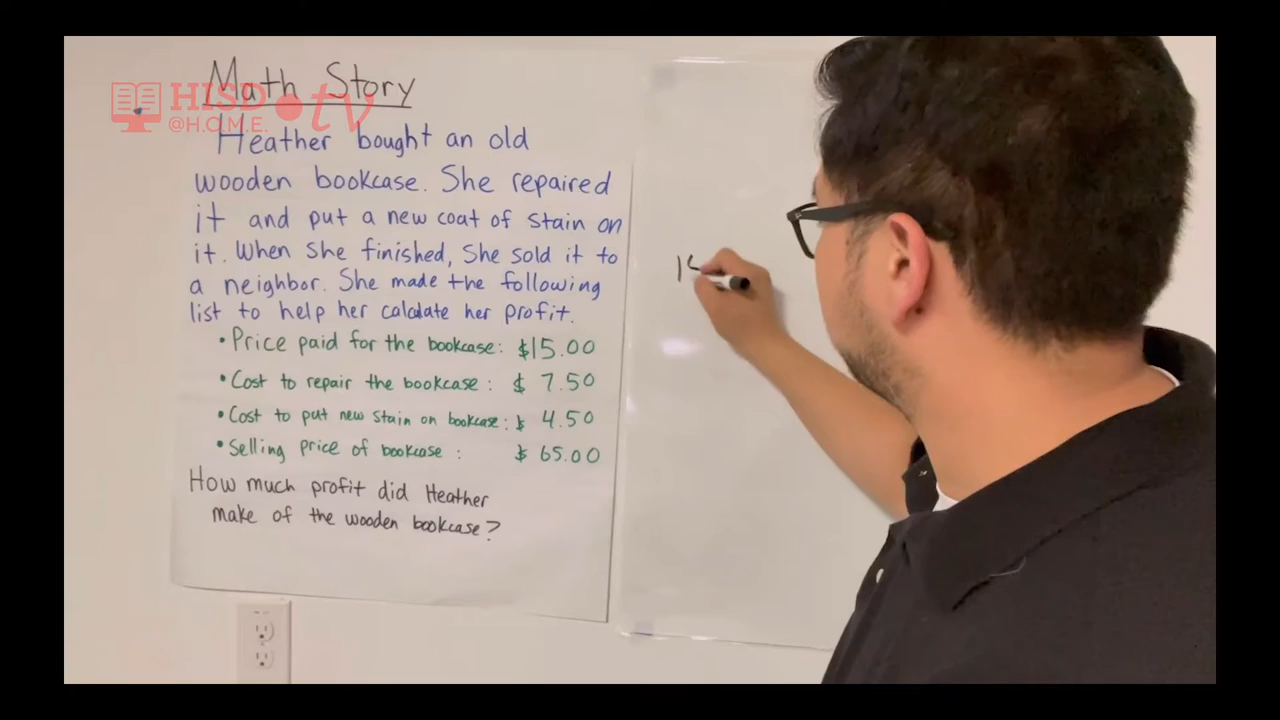 Math Story
HISD tv
@H.O.M.E.
Heather bought an old
wooden bookcase. She repaired
it and put a new coat of stain on
it. When She finished, She sold it to
a neighbor. She made the following
list to help her calculate her profit.
• Price paid for the bookcase: $15.00
• Cost to repair the bookcase: $ 7.50
• Cost to put new stain on bookcase: $ 4.50
• Selling price of bookcase : $ 65.00
How much profit did Heather
make of the wooden bookcase?